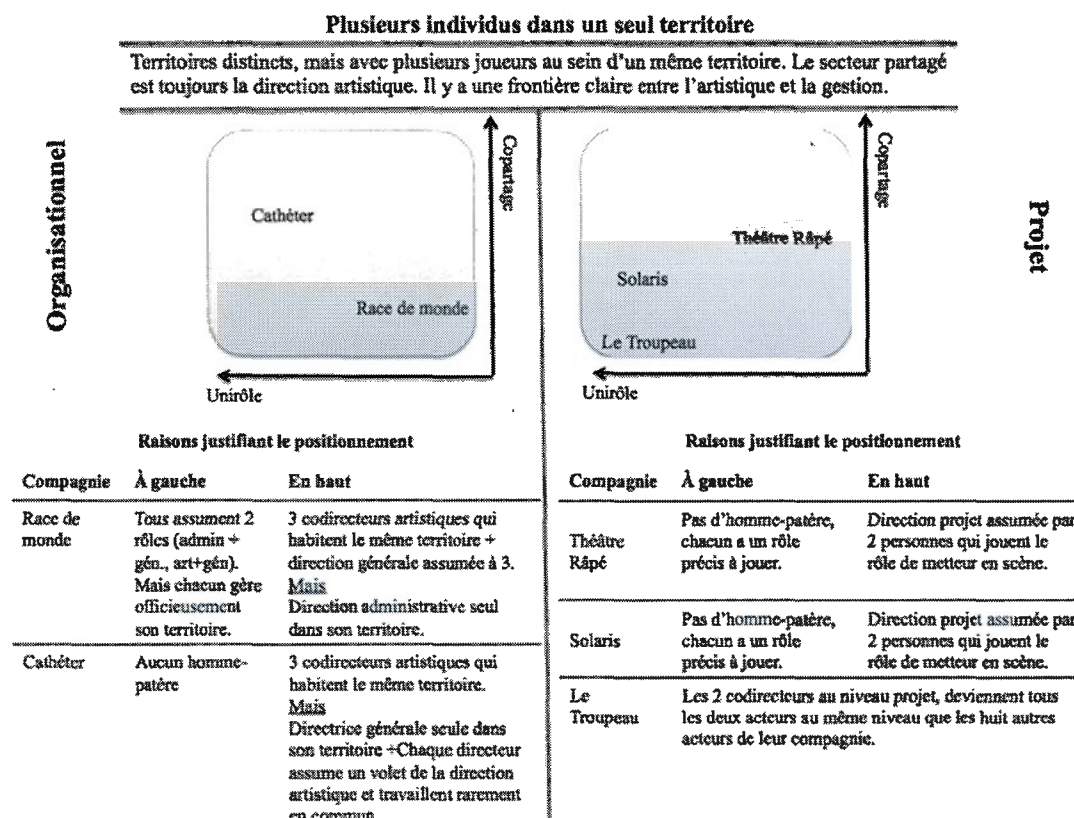 Plusieurs individus dans un seul territoire
Territoires distincts, mais avec plusieurs joueurs au sein d'un même territoire. Le secteur partagé
est toujours la direction artistique. Il y a une frontière claire entre l'artistique et la gestion.
Organisationnel
Copartage
Cathéter
Race de monde
Unirôle
Copartage
Théâtre Râpé
Solaris
Le Troupeau
Unirôle
Projet
Raisons justifiant le positionnement
Compagnie À gauche En haut
Race de Tous assument 2 3 codirecteurs artistiques qui
monde rôles (admin + habitent le même territoire +
gén., art+gén). direction générale assumée à 3.
Mais chacun gère Mais
officieusement Direction administrative seul
son territoire. dans son territoire.
Cathéter Aucun homme- 3 codirecteurs artistiques qui
patère habitent le même territoire.
Mais
Directrice générale seule dans
son territoire +Chaque directeur
assume un volet de la direction
artistique et travaillent rarement
en commun
Raisons justifiant le positionnement
Compagnie À gauche En haut
Pas d'homme-patère, Direction projet assumée par
Théâtre chacun a un rôle 2 personnes qui jouent le
Râpé précis à jouer. rôle de metteur en scène.
Pas d'homme-patère, Direction projet assumée par
Solaris chacun a un rôle 2 personnes qui jouent le
précis à jouer. rôle de metteur en scène.
Le Les 2 codirecteurs au niveau projet, deviennent tous
Troupeau les deux acteurs au même niveau que les huit autres
acteurs de leur compagnie.